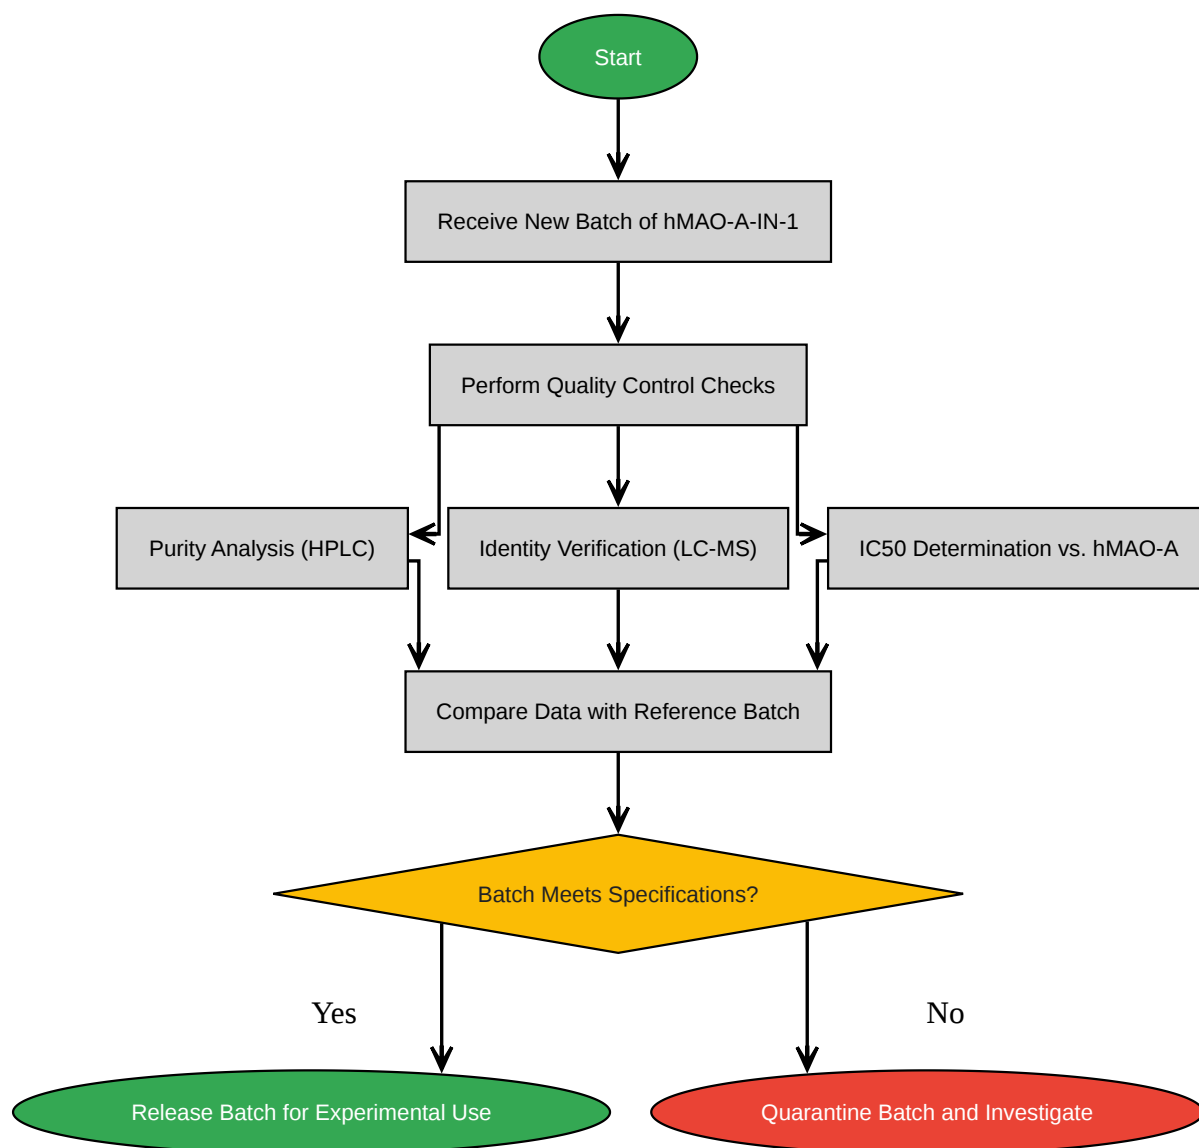 Start
Receive New Batch of hMAO-A-IN-1
Perform Quality Control Checks
Purity Analysis (HPLC)
Identity Verification (LC-MS)
IC50 Determination vs. hMAO-A
Compare Data with Reference Batch
Batch Meets Specifications?
Yes
No
Release Batch for Experimental Use
Quarantine Batch and Investigate